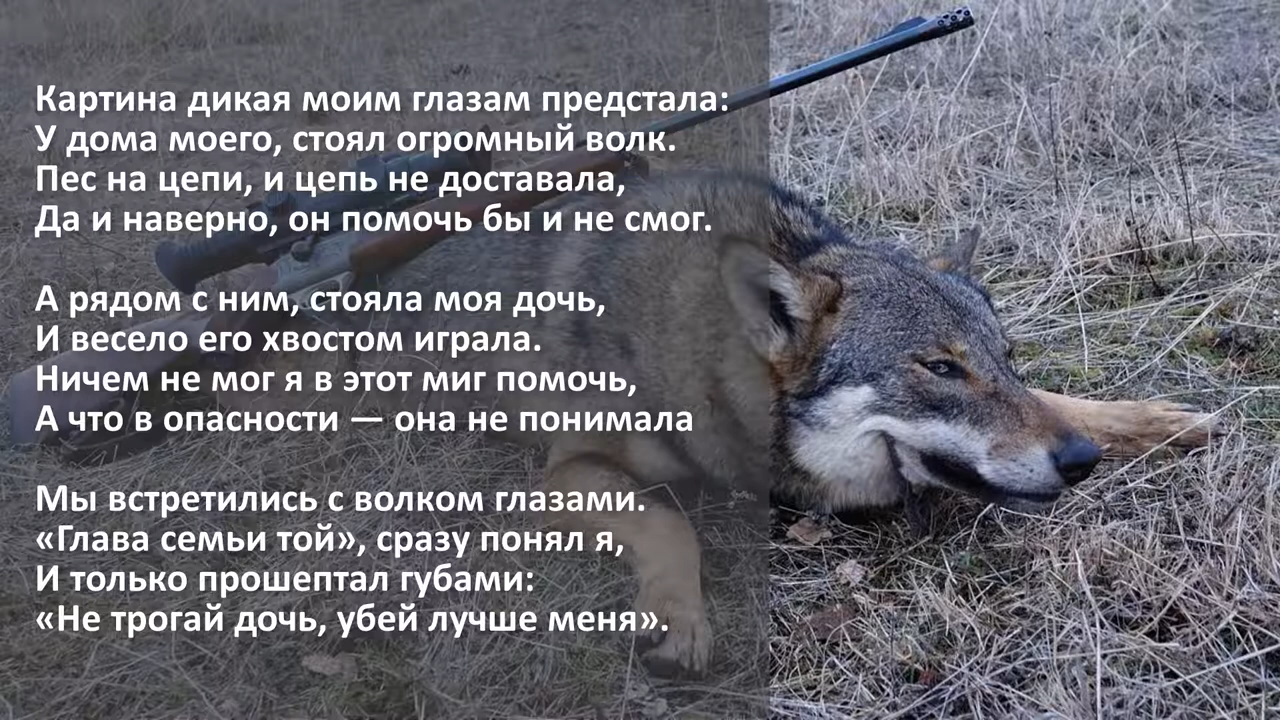 Картина дикая моим глазам предстала:
У дома моего, стоял огромный волк.
Пес на цепи, и цепь не доставала,
Да и наверно, он помочь бы и не смог.
А рядом с ним, стояла моя дочь,
И весело его хвостом играла.
Ничем не мог я в этот миг помочь,
А что в опасности — она не понимала
Мы встретились с волком глазами.
«Глава семьи той», сразу понял я,
И только прошептал губами:
«Не трогай дочь, убей лучше меня».